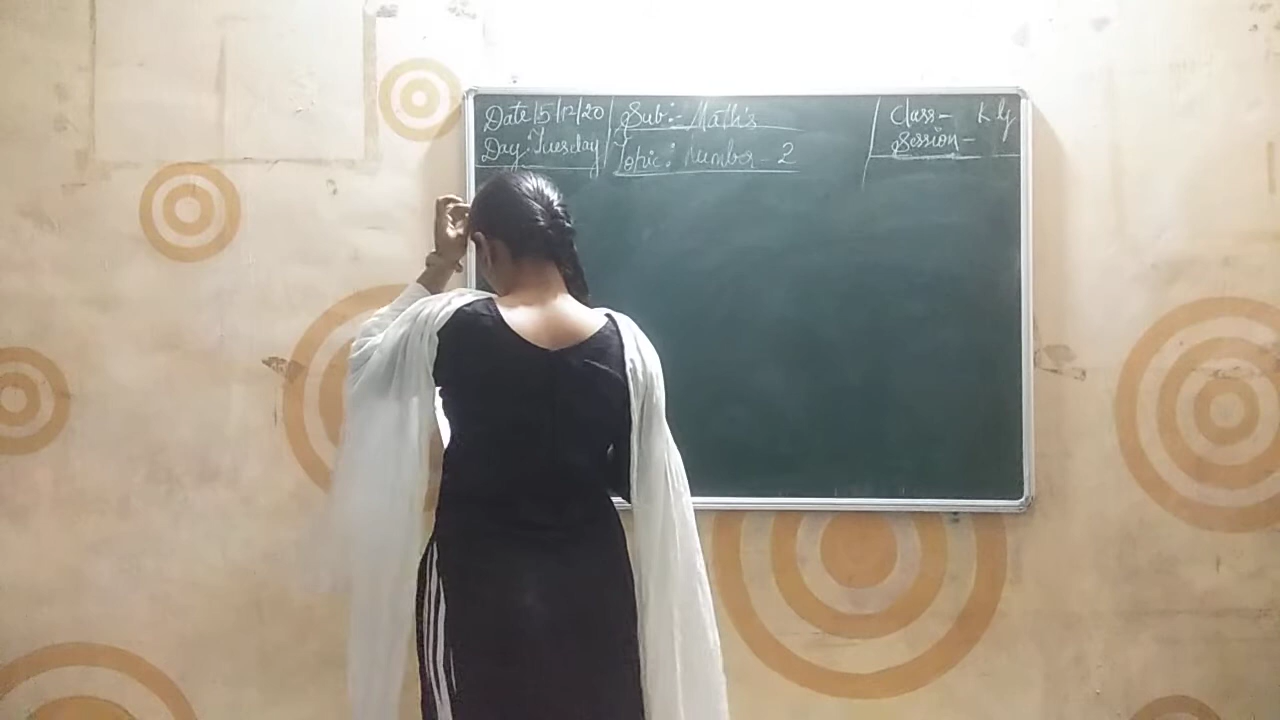 Date 15/12/20
Day: Tuesday
Sub:- Math's
Topic: Number - 2
Class- K.g
Session-